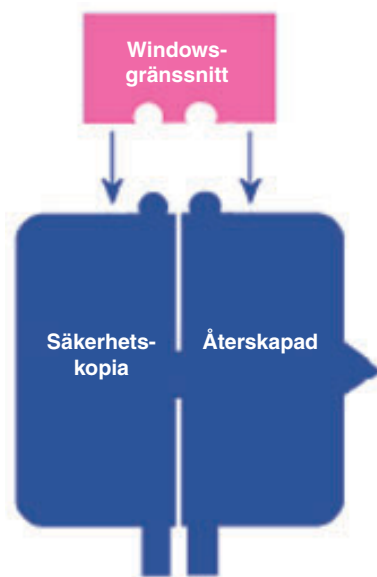 Windows-
gränssnitt
Säkerhets-
kopia
Återskapad